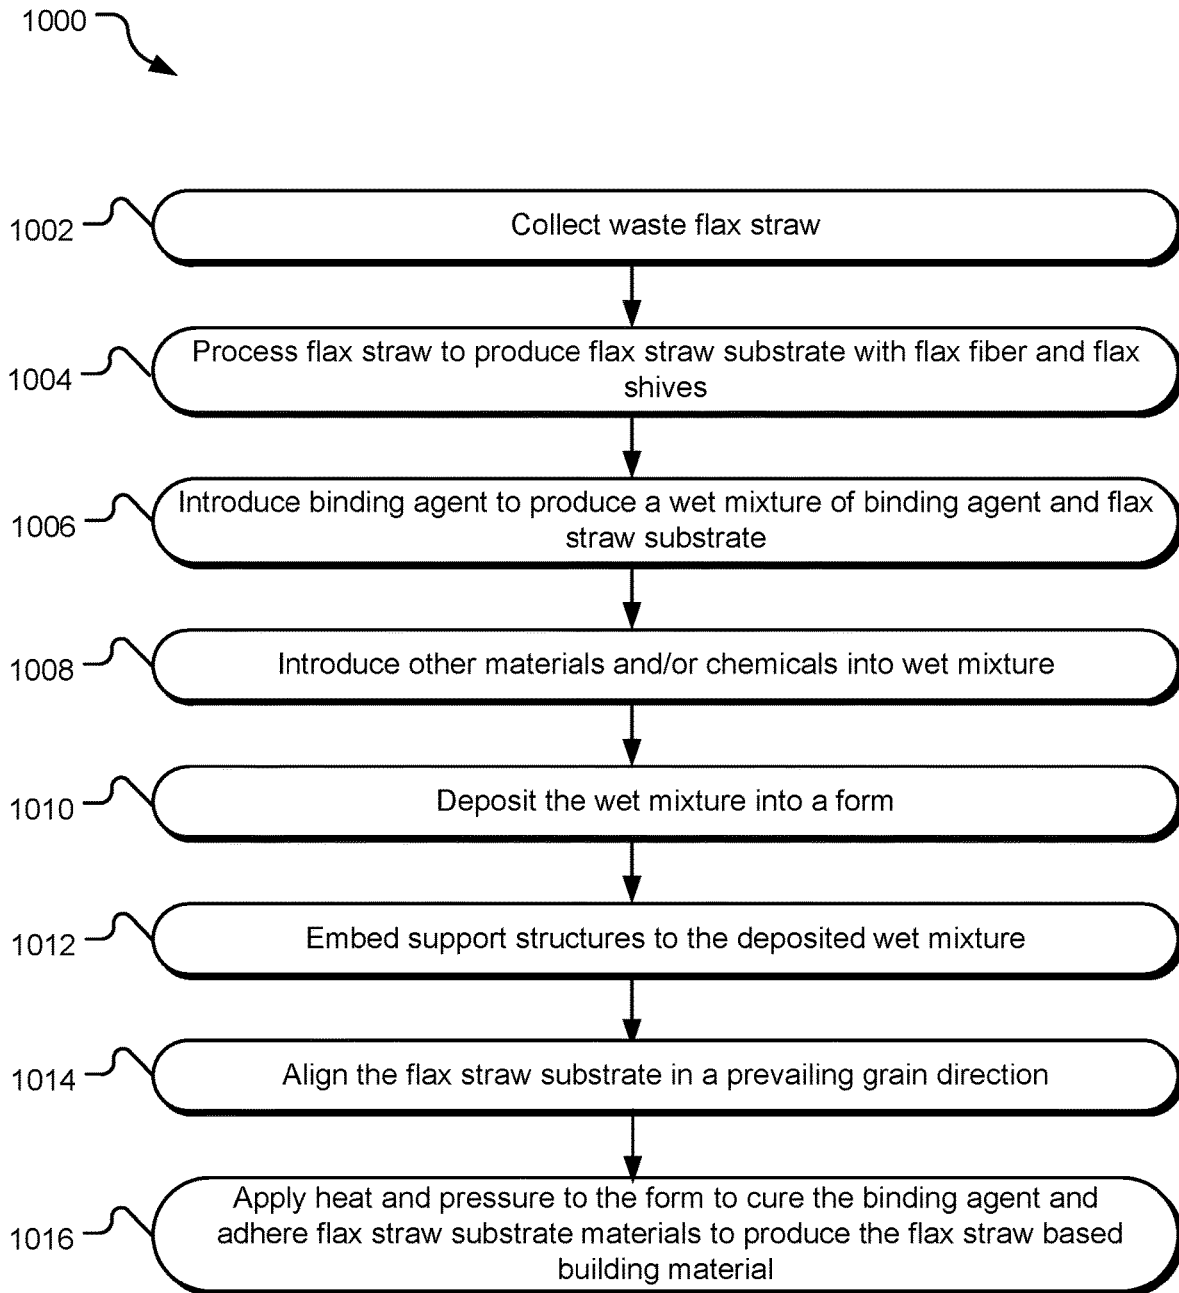 1000
1002
Collect waste flax straw
1004
Process flax straw to produce flax straw substrate with flax fiber and flax
shives
1006
Introduce binding agent to produce a wet mixture of binding agent and flax
straw substrate
1008
Introduce other materials and/or chemicals into wet mixture
1010
Deposit the wet mixture into a form
1012
Embed support structures to the deposited wet mixture
1014
Align the flax straw substrate in a prevailing grain direction
1016
Apply heat and pressure to the form to cure the binding agent and
adhere flax straw substrate materials to produce the flax straw based
building material